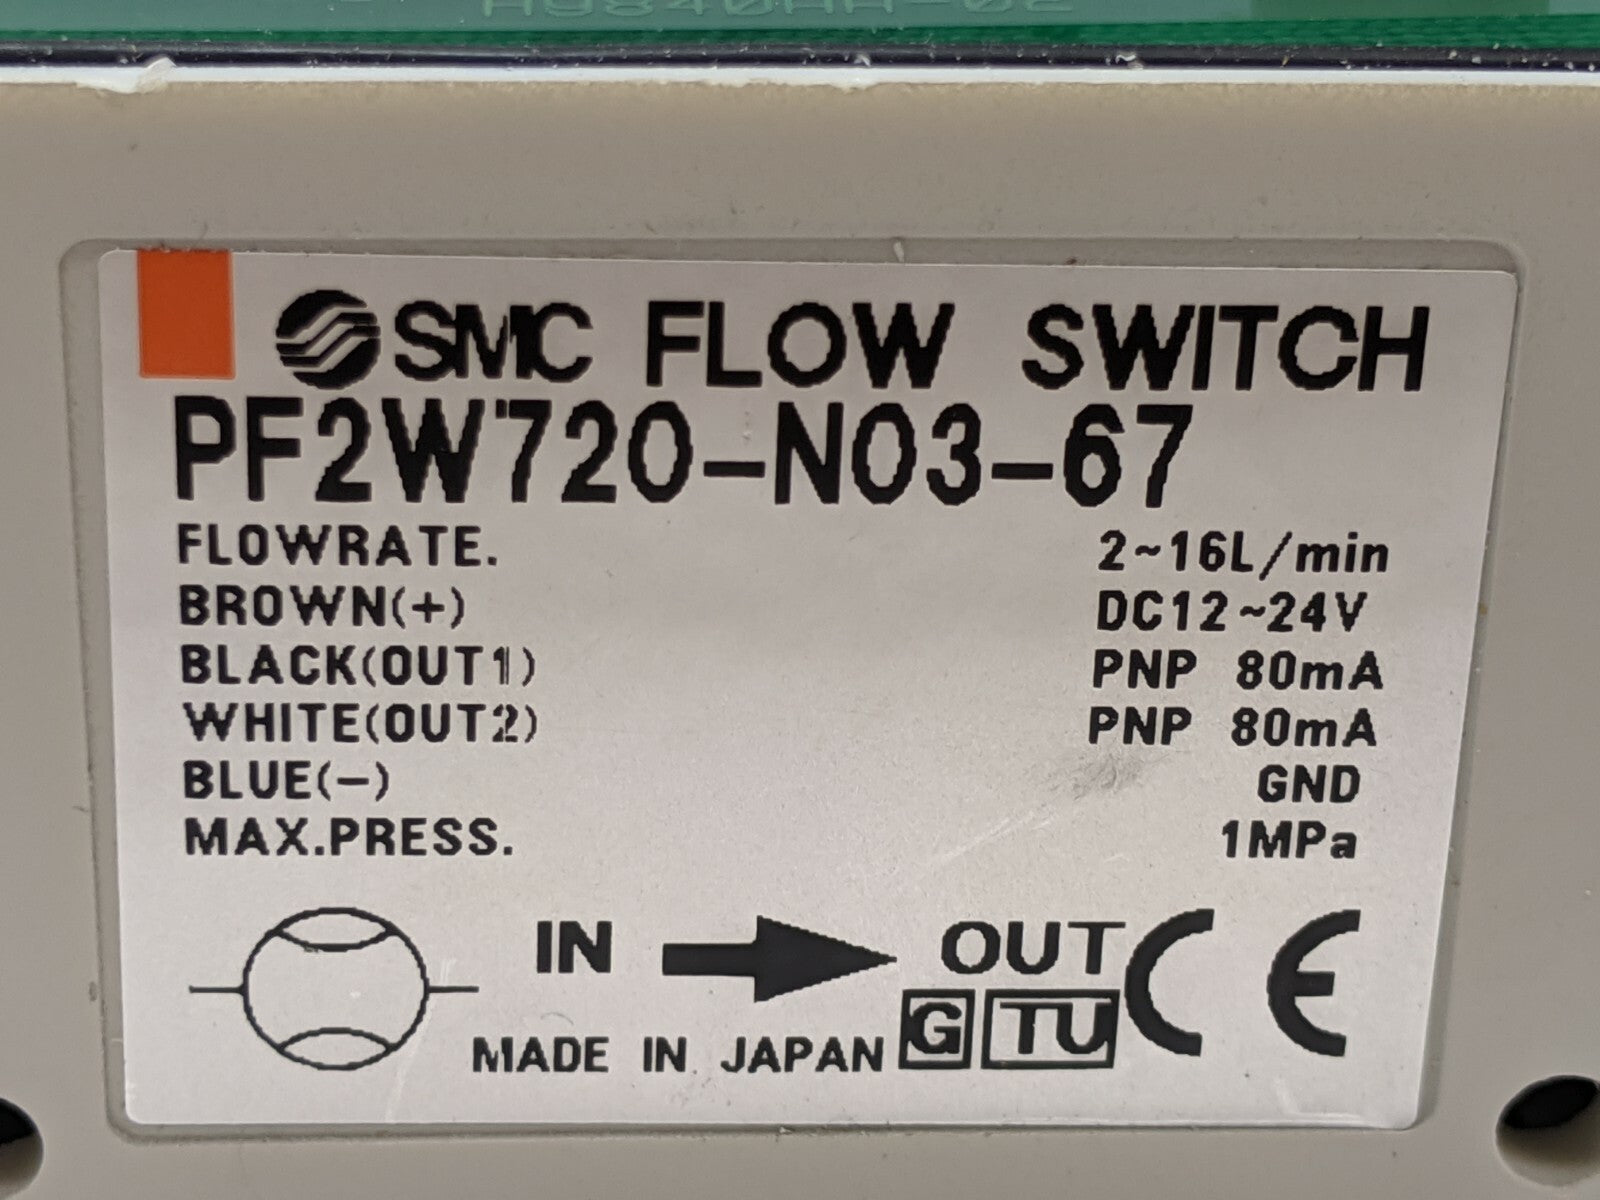 SMC FLOW SWITCH
PF2W720-N03-67
FLOWRATE. 2~16L/min
BROWN(+) DC12~24V
BLACK(OUT1) PNP 80mA
WHITE(OUT2) PNP 80mA
BLUE(-) GND
MAX.PRESS. 1MPa
IN OUT CE
MADE IN JAPAN G TU